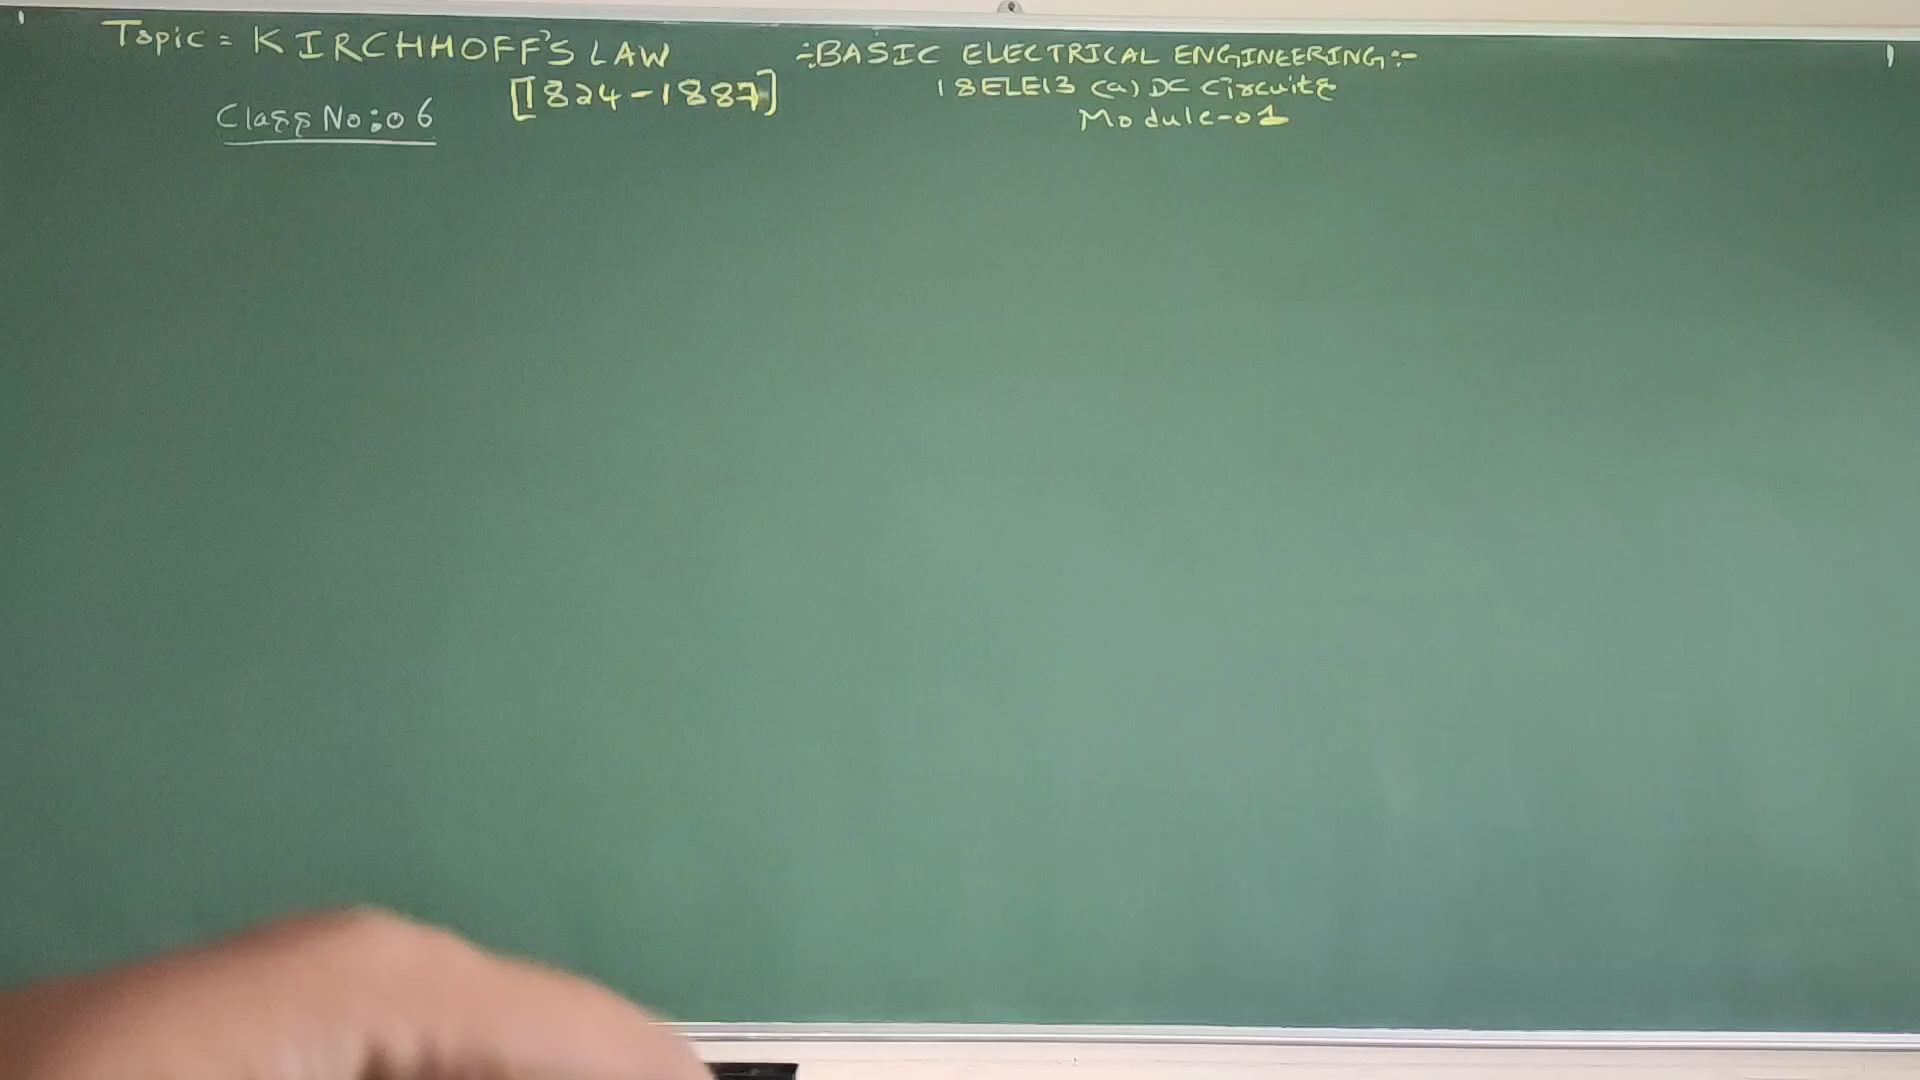 Topic = KIRCHHOFF'S LAW
[1824-1887]
Class No:06
÷BASIC ELECTRICAL ENGINEERING:-
18ELE13 (a) DC Circuits
Module-01